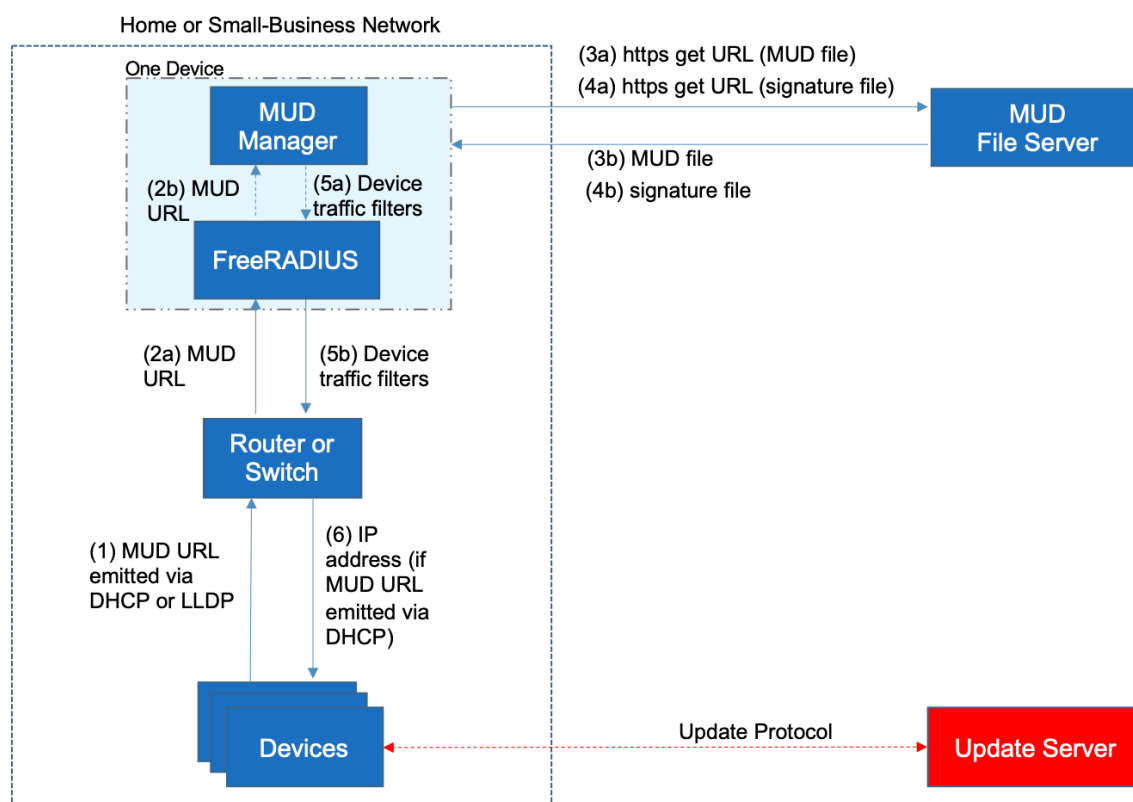 Home or Small-Business Network
One Device
MUD
Manager
(3a) https get URL (MUD file)
(4a) https get URL (signature file)
MUD
File Server
(3b) MUD file
(4b) signature file
(2b) MUD
URL
(5a) Device
traffic filters
FreeRADIUS
(2a) MUD
URL
(5b) Device
traffic filters
Router or
Switch
(1) MUD URL
emitted via
DHCP or LLDP
(6) IP
address (if
MUD URL
emitted via
DHCP)
Devices
Update Protocol
Update Server